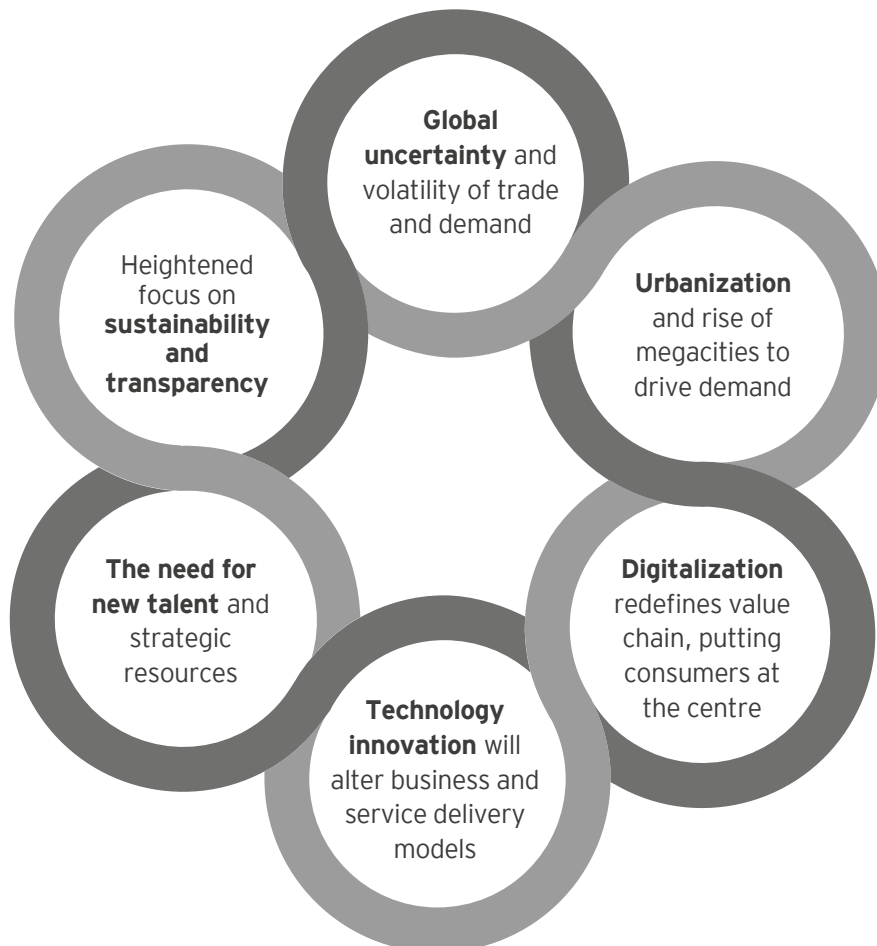 Global
uncertainty and
volatility of trade
and demand
Urbanization
and rise of
megacities to
drive demand
Digitalization
redefines value
chain, putting
consumers at
the centre
Technology
innovation will
alter business and
service delivery
models
The need for
new talent and
strategic
resources
Heightened
focus on
sustainability
and
transparency